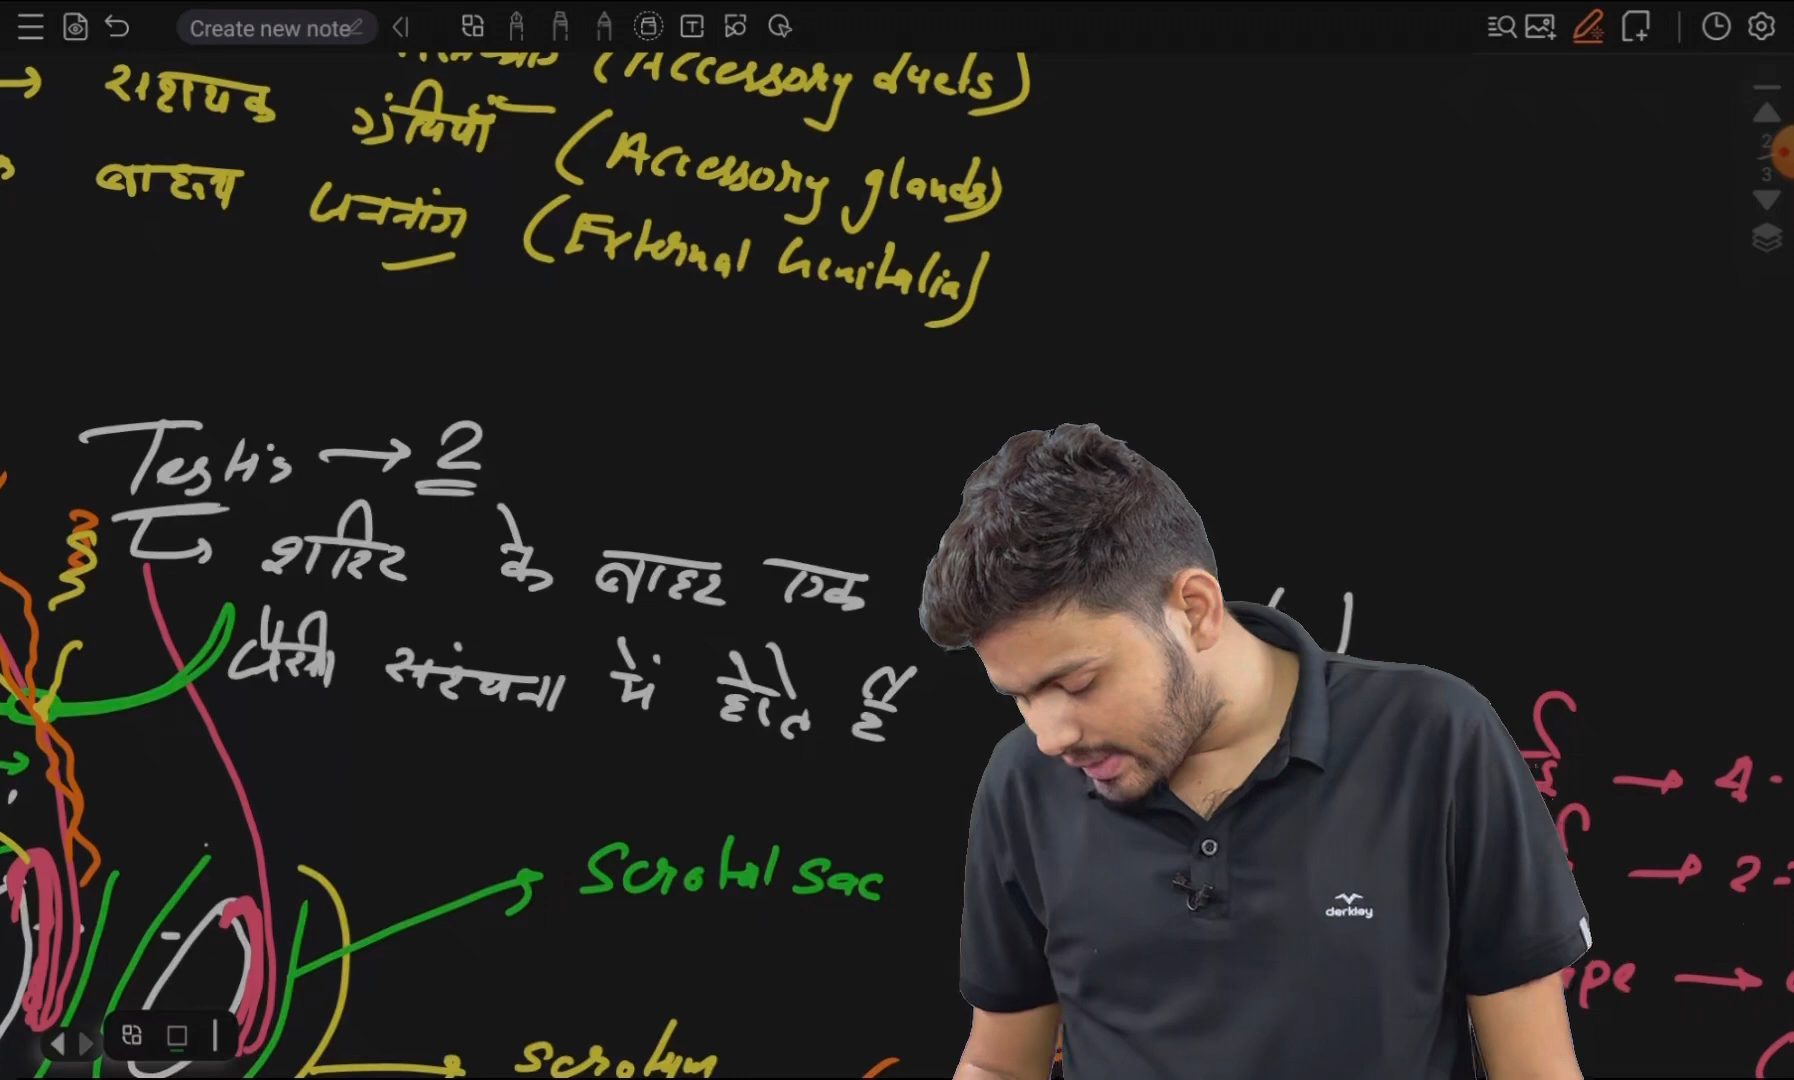 Create new note
(Accessory ducts)
→ सहायक ग्रंथियाँ (Accessory glands)
बाह्य जननांग (External Genitalia)
Testis → 2
शरीर के बाहर एक
थैली संरचना में होते हैं
→ 4-
→ 2-
Scrotal Sac
derkley
→ scrotum